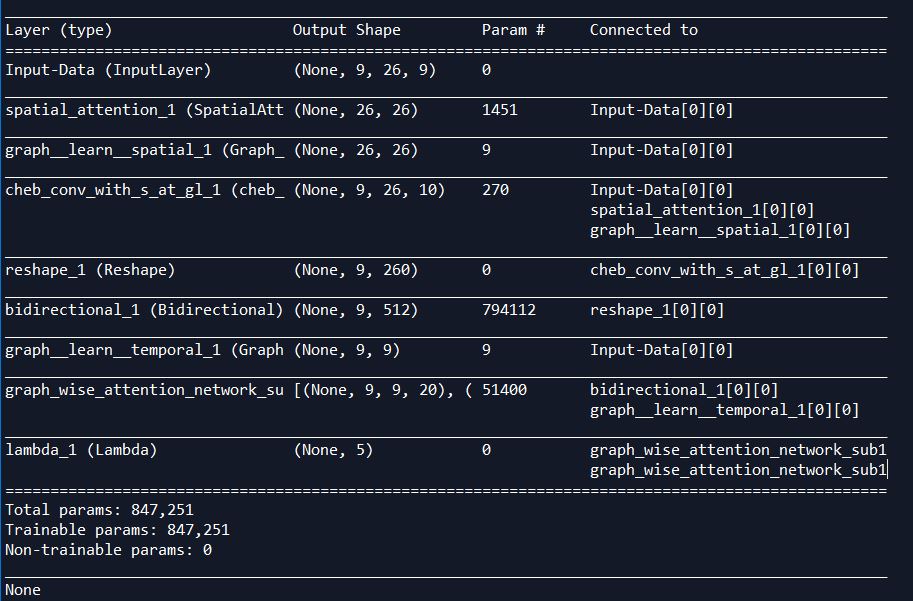 Layer (type) Output Shape Param # Connected to
Input-Data (InputLayer) (None, 9, 26, 9) 0
spatial_attention_1 (SpatialAtt (None, 26, 26) 1451 Input-Data[0][0]
graph__learn__spatial_1 (Graph_ (None, 26, 26) 9 Input-Data[0][0]
cheb_conv_with_s_at_gl_1 (cheb_ (None, 9, 26, 10) 270 Input-Data[0][0]
spatial_attention_1[0][0]
graph__learn__spatial_1[0][0]
reshape_1 (Reshape) (None, 9, 260) 0 cheb_conv_with_s_at_gl_1[0][0]
bidirectional_1 (Bidirectional) (None, 9, 512) 794112 reshape_1[0][0]
graph__learn__temporal_1 (Graph (None, 9, 9) 9 Input-Data[0][0]
graph_wise_attention_network_su [(None, 9, 9, 20), ( 51400 bidirectional_1[0][0]
graph__learn__temporal_1[0][0]
lambda_1 (Lambda) (None, 5) 0 graph_wise_attention_network_sub1
graph_wise_attention_network_sub1
Total params: 847,251
Trainable params: 847,251
Non-trainable params: 0
None